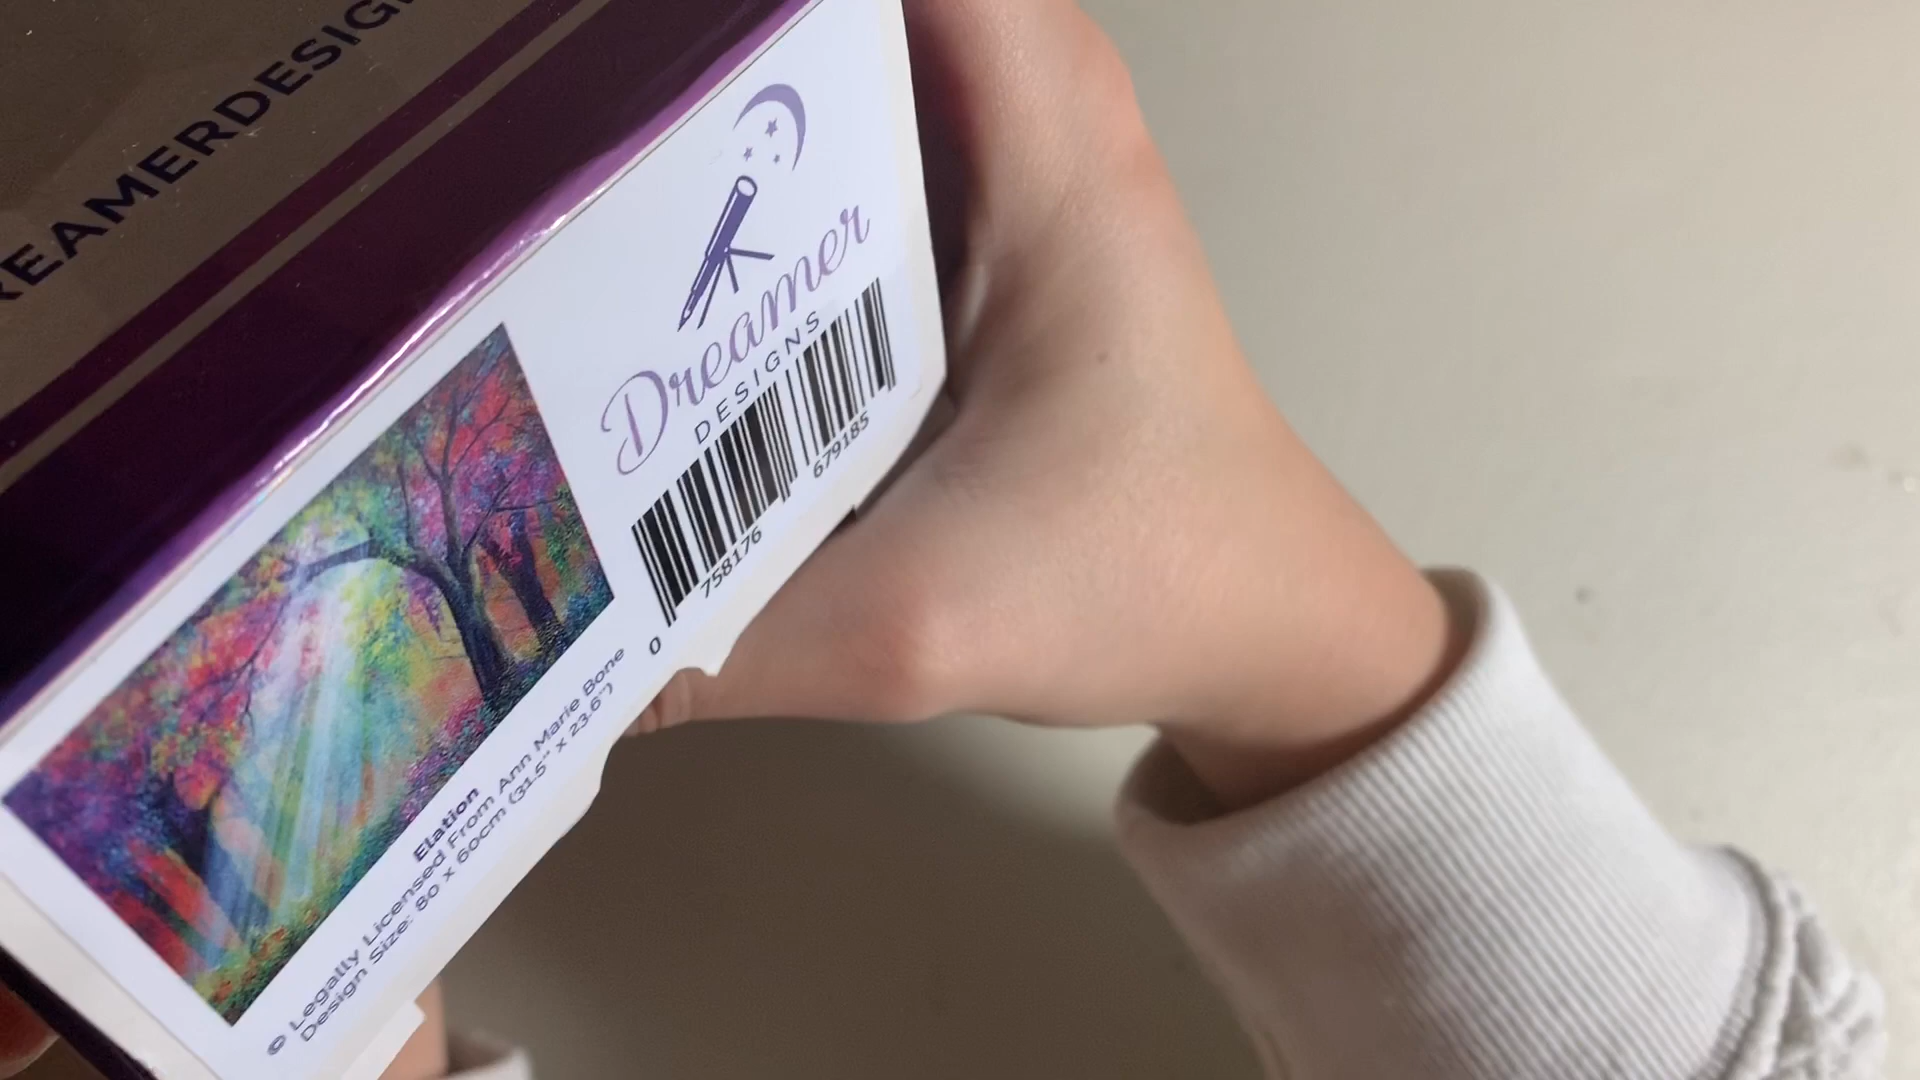 REAMERDESIG
Dreamer
DESIGNS
0 758176 679185
Elation
© Legally Licensed From Ann Marie Bone
Design Size: 80 x 60cm (31.5" x 23.6")